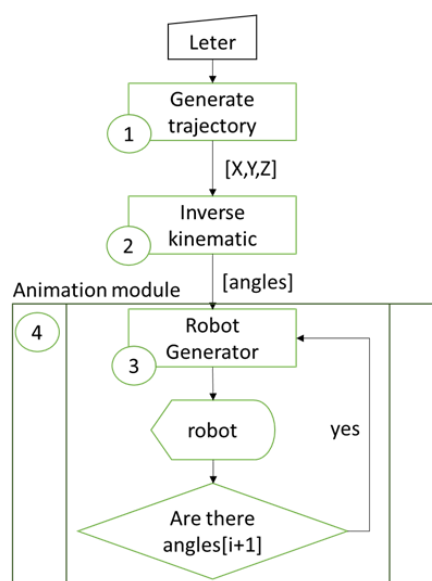 Leter
Generate
trajectory
1
[X,Y,Z]
Inverse
kinematic
2
[angles]
Animation module
4
Robot
Generator
3
robot
yes
Are there
angles[i+1]